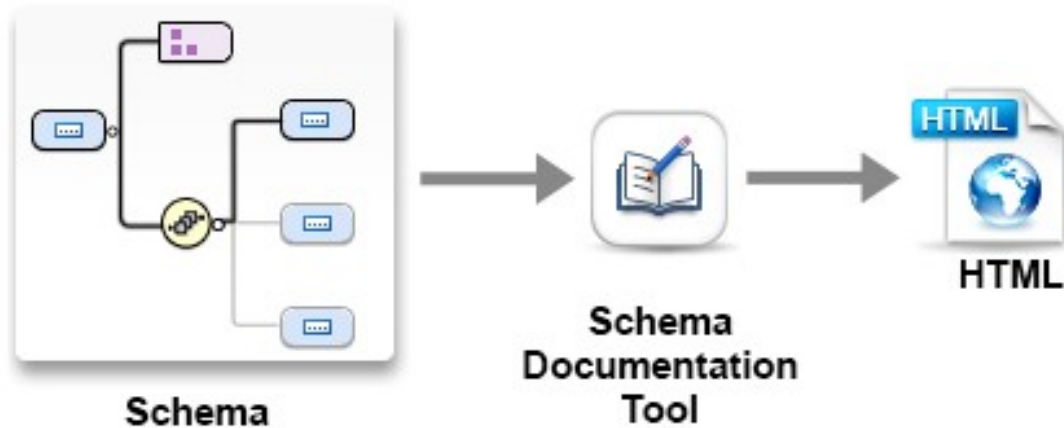 HTML
HTML
Schema
Documentation
Tool
Schema